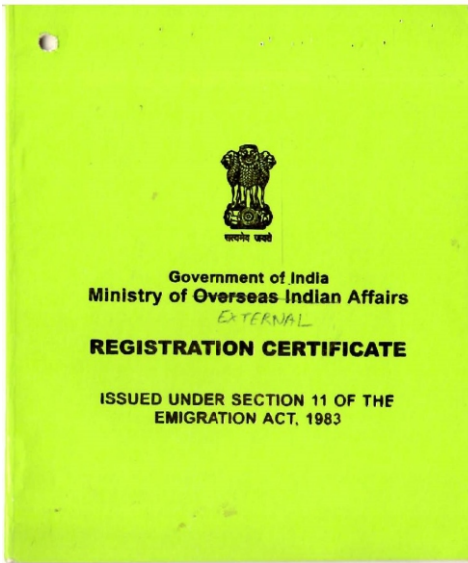 सत्यमेव जयते
Government of India
Ministry of Overseas Indian Affairs
EXTERNAL
REGISTRATION CERTIFICATE
ISSUED UNDER SECTION 11 OF THE
EMIGRATION ACT, 1983